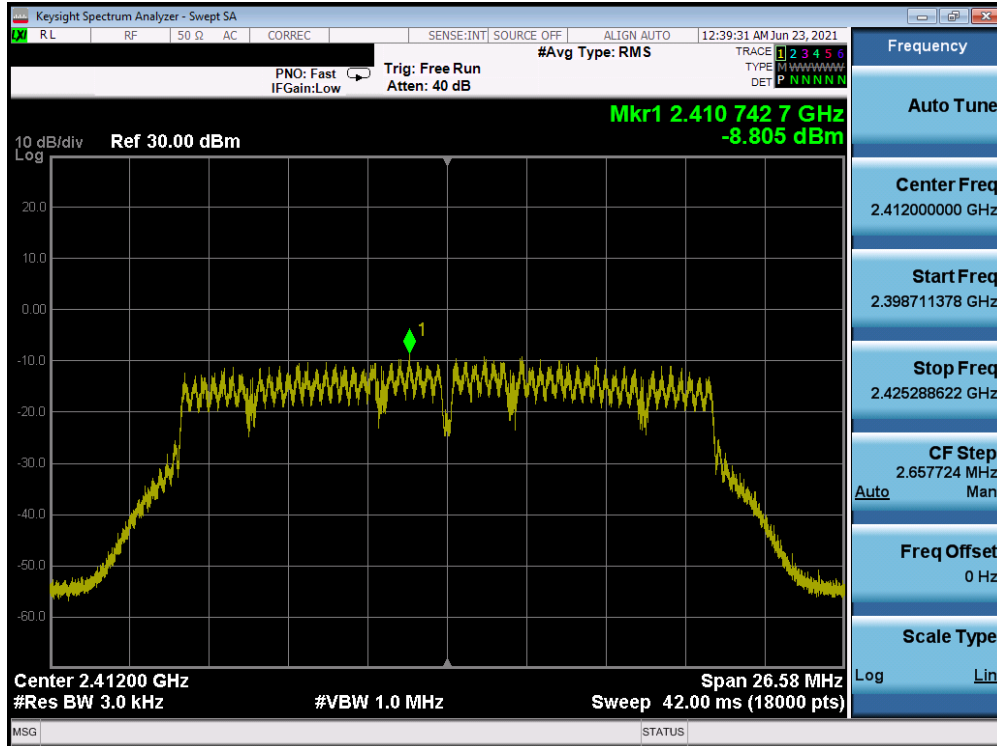 Keysight Spectrum Analyzer - Swept SA
LXI RL RF 50 Ω AC CORREC SENSE:INT SOURCE OFF ALIGN AUTO 12:39:31 AM Jun 23, 2021
#Avg Type: RMS
TRACE 1 2 3 4 5 6
PNO: Fast Trig: Free Run
TYPE M WWWWW
IFGain:Low Atten: 40 dB
DET P N N N N N
Mkr1 2.410 742 7 GHz
-8.805 dBm
10 dB/div Ref 30.00 dBm
Log
20.0
10.0
0.00
-10.0
-20.0
-30.0
-40.0
-50.0
-60.0
1
Center 2.41200 GHz Span 26.58 MHz
#Res BW 3.0 kHz #VBW 1.0 MHz Sweep 42.00 ms (18000 pts)
MSG STATUS
Frequency
Auto Tune
Center Freq
2.412000000 GHz
Start Freq
2.398711378 GHz
Stop Freq
2.425288622 GHz
CF Step
2.657724 MHz
Auto Man
Freq Offset
0 Hz
Scale Type
Log Lin